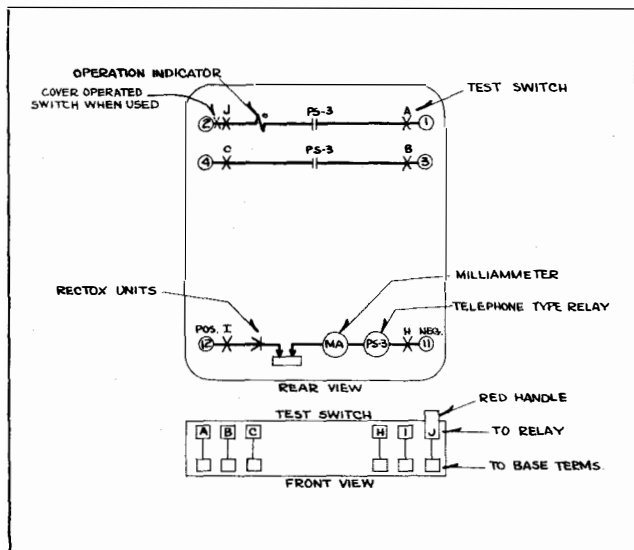 OPERATION INDICATOR
COVER OPERATED
SWITCH WHEN USED
TEST SWITCH
J PS-3 A
2 1
C PS-3 B
4 3
RECTOX UNITS
MILLIAMMETER
TELEPHONE TYPE RELAY
POS. I H NEG.
12 MA PS-3 11
REAR VIEW
RED HANDLE
TEST SWITCH
TO RELAY
A B C H I J
TO BASE TERMS.
FRONT VIEW